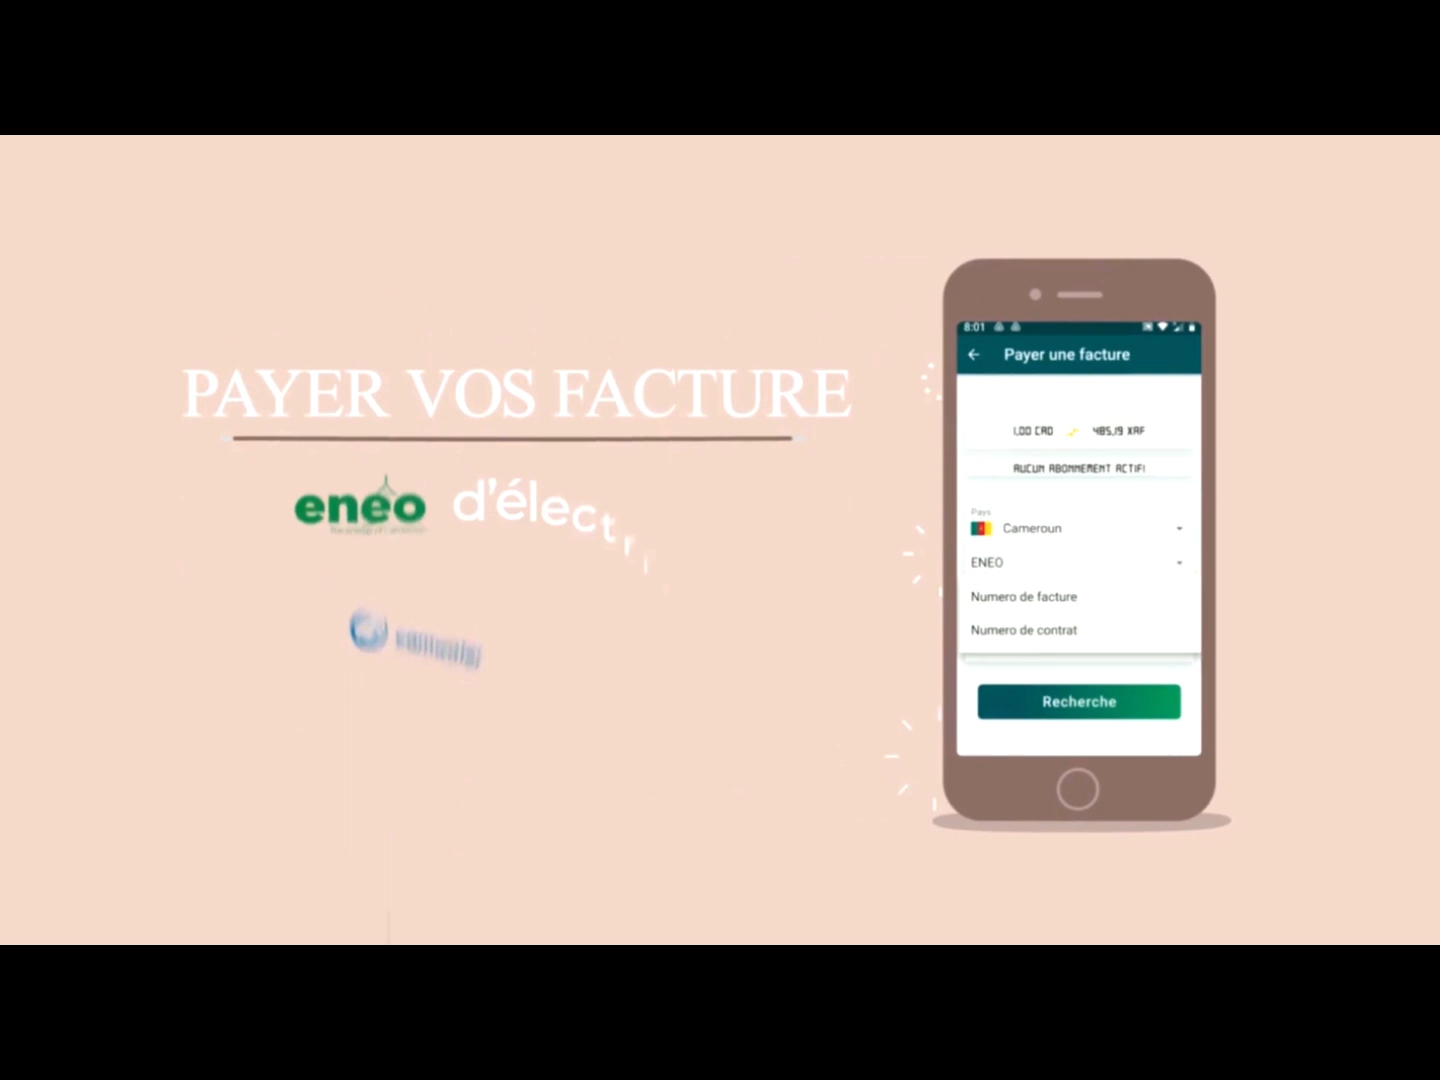 PAYER VOS FACTURE
eneo d'électri
8:01
Payer une facture
1,00 CAD 485,19 XAF
AUCUN ABONNEMENT ACTIF!
Pays
Cameroun
ENEO
Numero de facture
Numero de contrat
Recherche